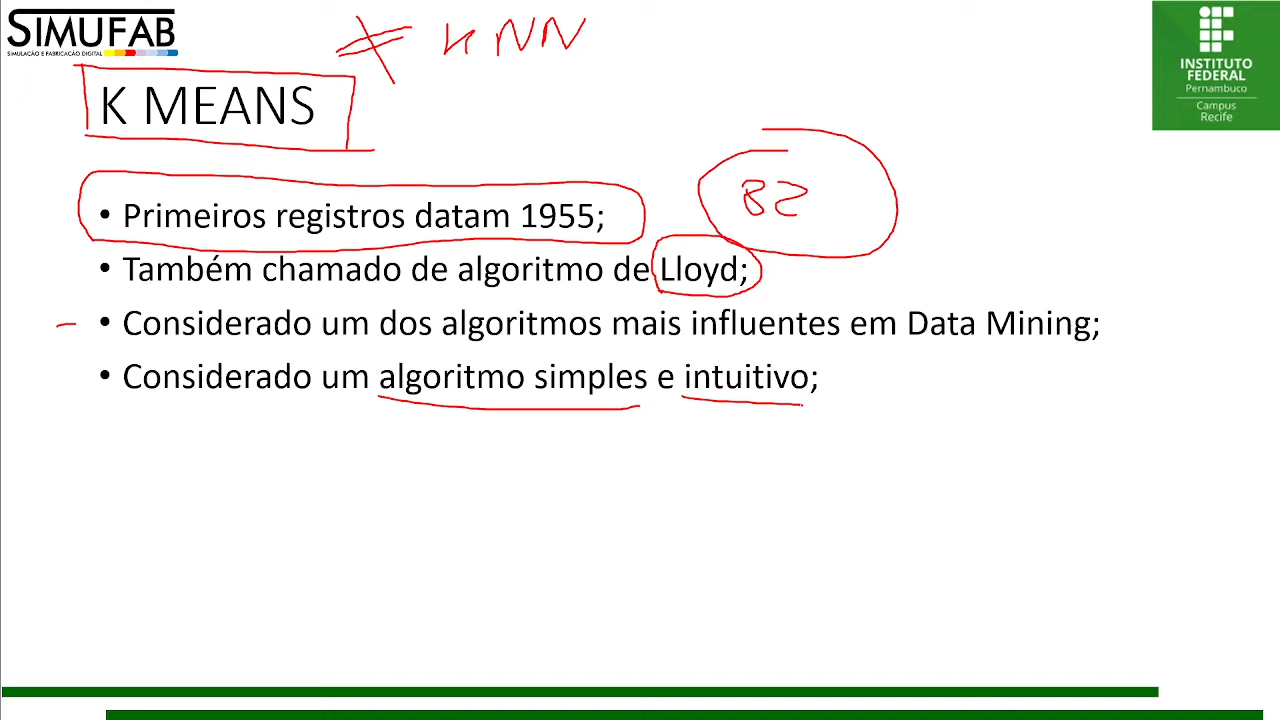 SIMUFAB
SIMULAÇÃO E FABRICAÇÃO DIGITAL
≠ KNN
INSTITUTO
FEDERAL
Pernambuco
Campus
Recife
K MEANS
82
• Primeiros registros datam 1955;
• Também chamado de algoritmo de Lloyd;
• Considerado um dos algoritmos mais influentes em Data Mining;
• Considerado um algoritmo simples e intuitivo;